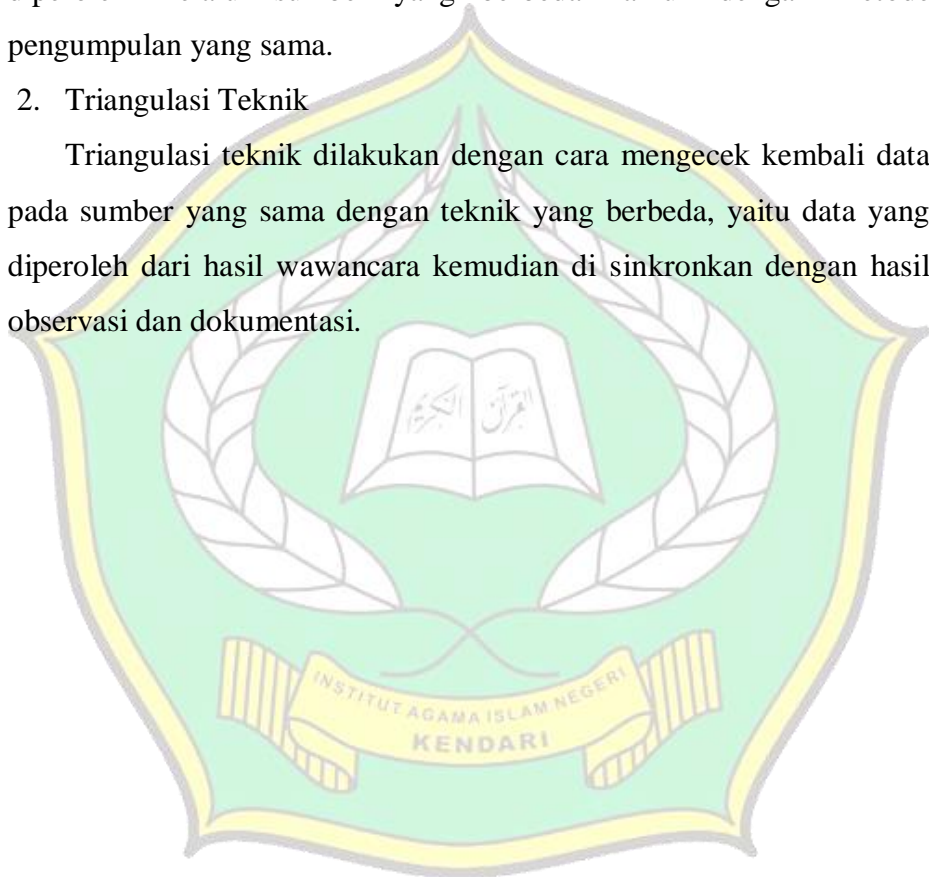 pengumpulan yang sama.
2. Triangulasi Teknik
Triangulasi teknik dilakukan dengan cara mengecek kembali data
pada sumber yang sama dengan teknik yang berbeda, yaitu data yang
diperoleh dari hasil wawancara kemudian di sinkronkan dengan hasil
observasi dan dokumentasi.
القرآن الكريم
INSTITUT AGAMA ISLAM NEGERI
KENDARI